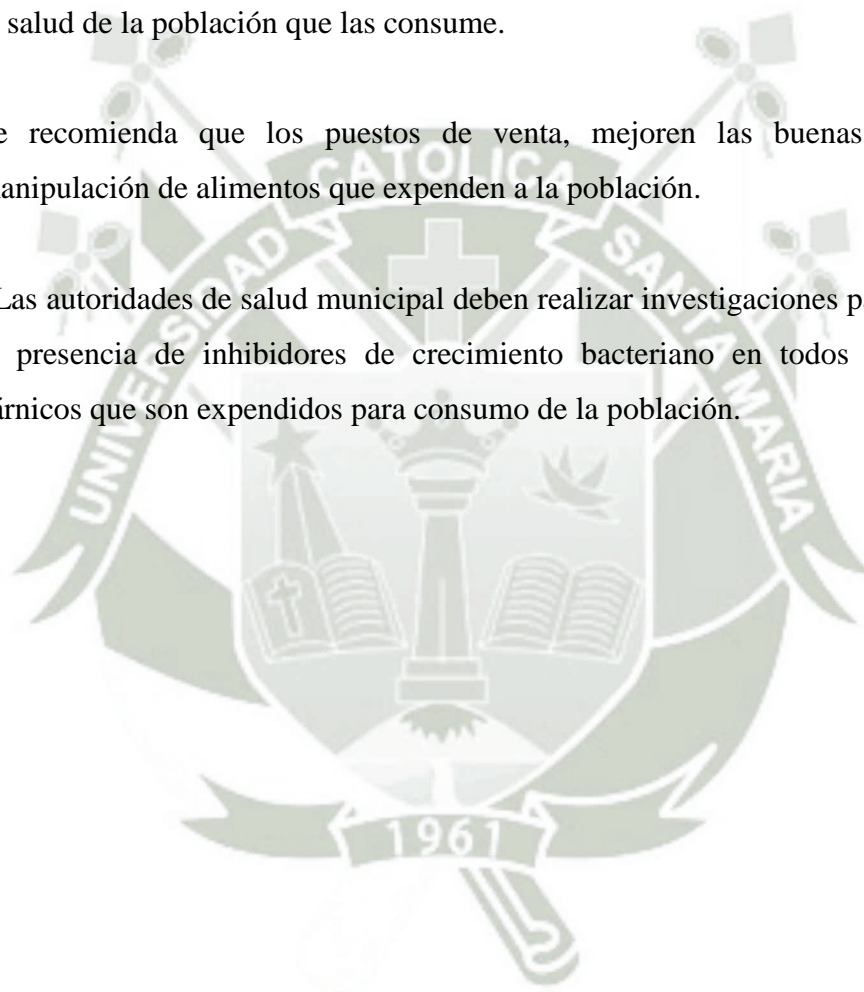 salud de la población que las consume.
e recomienda que los puestos de venta, mejoren las buenas
anipulación de alimentos que expenden a la población.
Las autoridades de salud municipal deben realizar investigaciones p
presencia de inhibidores de crecimiento bacteriano en todos
árnicos que son expendidos para consumo de la población.
UNIVERSIDAD CATOLICA SANTA MARIA
1961